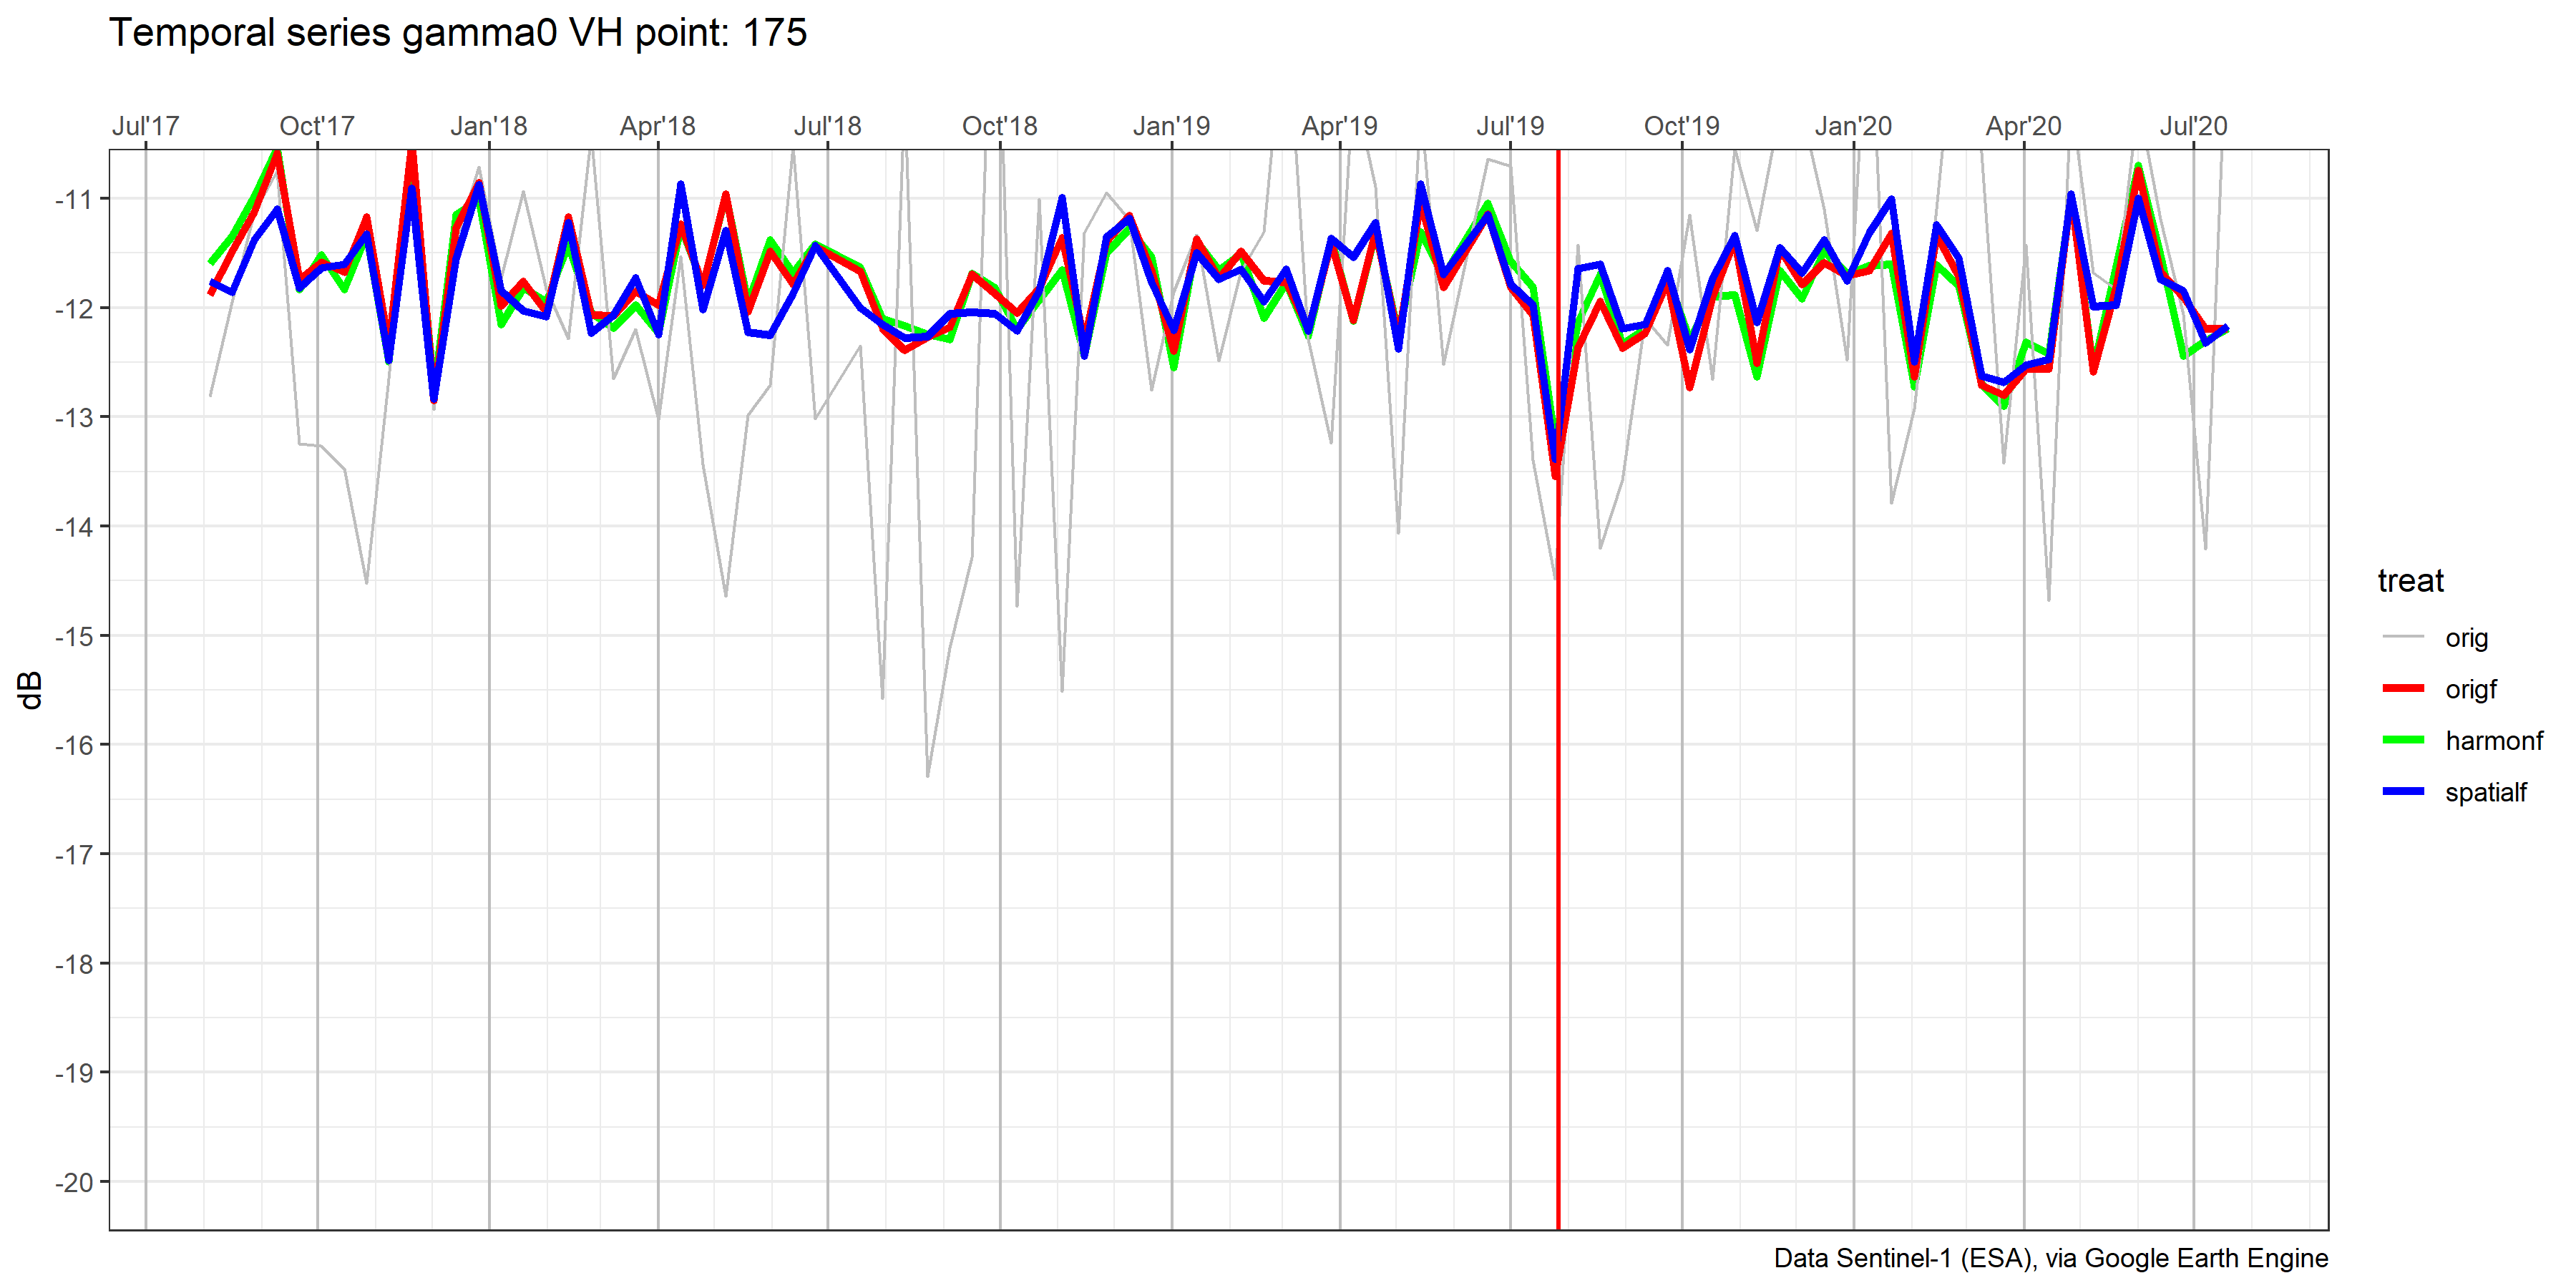 Temporal series gamma0 VH point: 175
Jul'17 Oct'17 Jan'18 Apr'18 Jul'18 Oct'18 Jan'19 Apr'19 Jul'19 Oct'19 Jan'20 Apr'20 Jul'20
-11
-12
-13
-14
-15
-16
-17
-18
-19
-20
dB
treat
orig
origf
harmonf
spatialf
Data Sentinel-1 (ESA), via Google Earth Engine